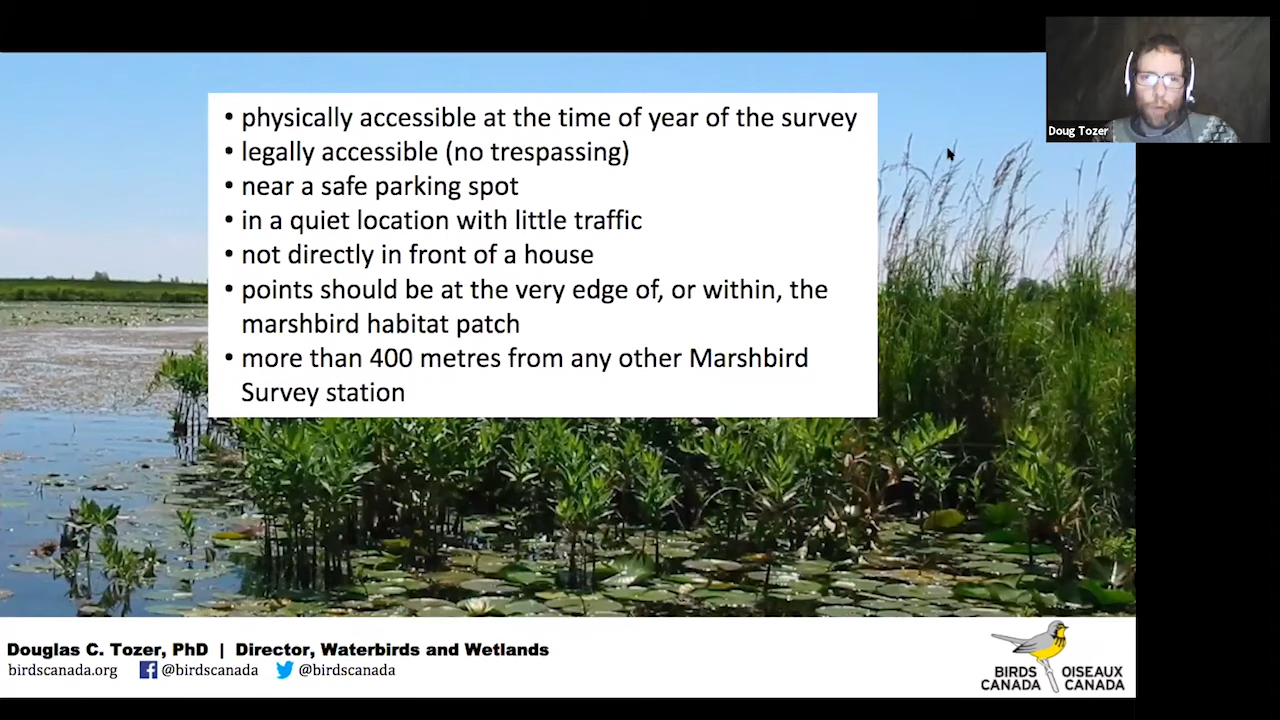 • physically accessible at the time of year of the survey
• legally accessible (no trespassing)
• near a safe parking spot
• in a quiet location with little traffic
• not directly in front of a house
• points should be at the very edge of, or within, the
marshbird habitat patch
• more than 400 metres from any other Marshbird
Survey station
Doug Tozer
Douglas C. Tozer, PhD | Director, Waterbirds and Wetlands
birdscanada.org @birdscanada @birdscanada
BIRDS OISEAUX
CANADA CANADA